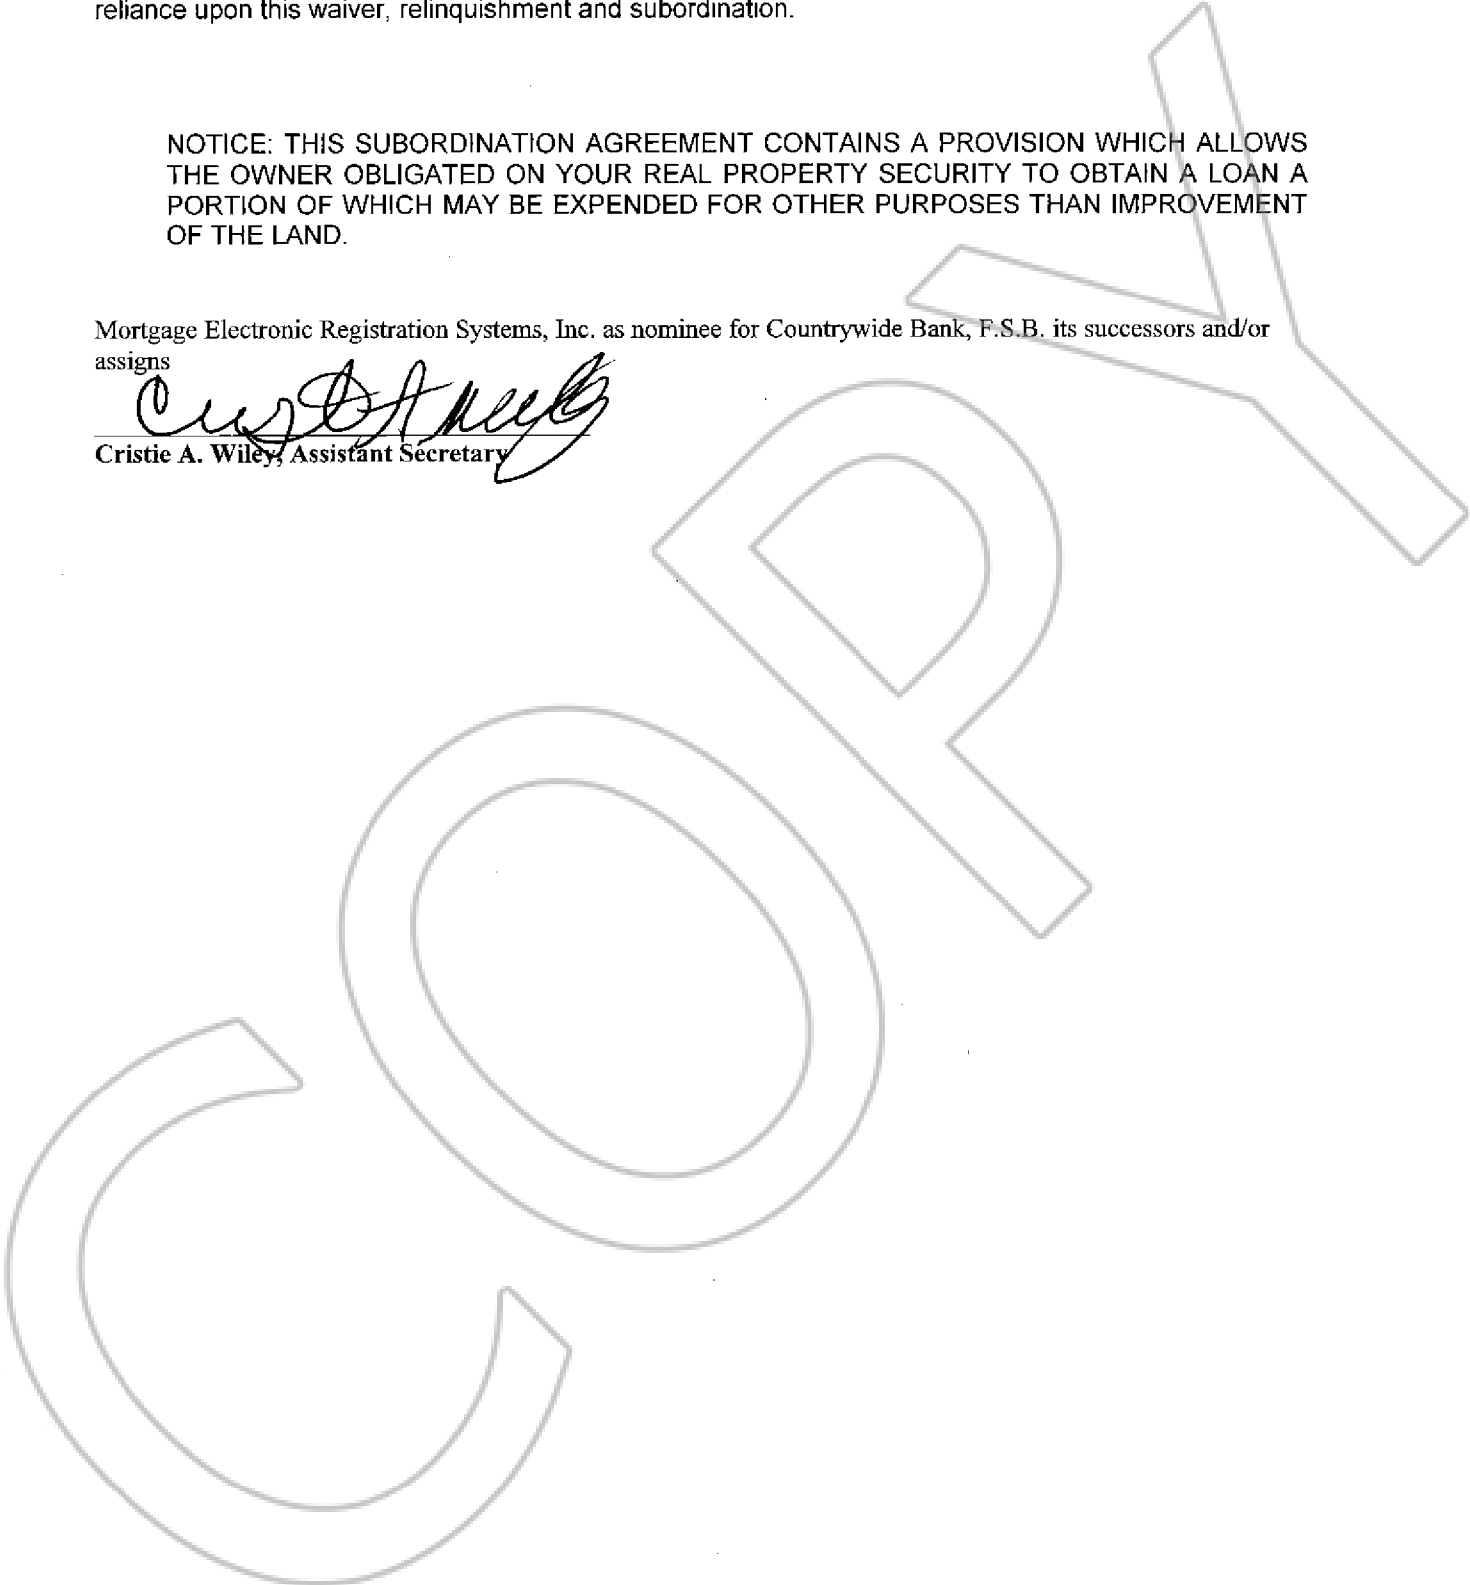 reliance upon this waiver, relinquishment and subordination.
NOTICE: THIS SUBORDINATION AGREEMENT CONTAINS A PROVISION WHICH ALLOWS
THE OWNER OBLIGATED ON YOUR REAL PROPERTY SECURITY TO OBTAIN A LOAN A
PORTION OF WHICH MAY BE EXPENDED FOR OTHER PURPOSES THAN IMPROVEMENT
OF THE LAND.
Mortgage Electronic Registration Systems, Inc. as nominee for Countrywide Bank, F.S.B. its successors and/or
assigns
Cristie A. Wiley, Assistant Secretary
COPY